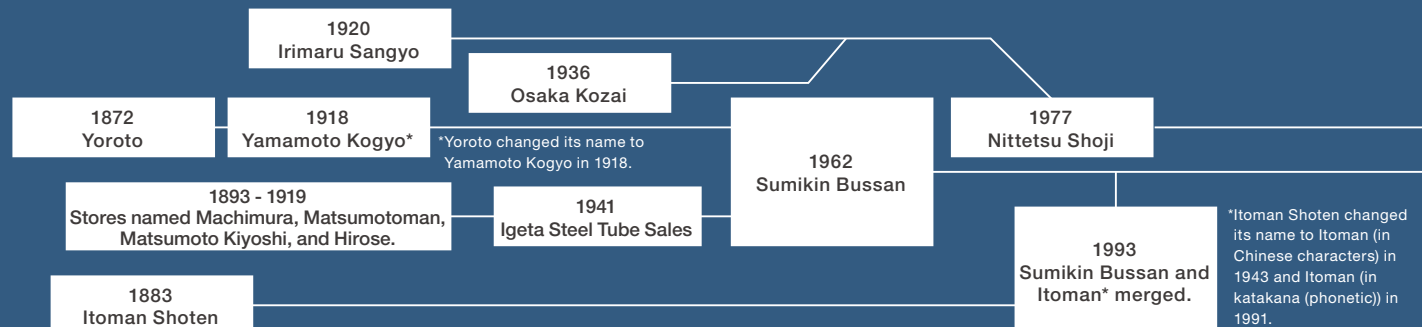 1920
Irimaru Sangyo
1936
Osaka Kozai
1872
Yoroto
1918
Yamamoto Kogyo*
*Yoroto changed its name to
Yamamoto Kogyo in 1918.
1962
Sumikin Bussan
1977
Nittetsu Shoji
1893 - 1919
Stores named Machimura, Matsumotoman,
Matsumoto Kiyoshi, and Hirose.
1941
Igeta Steel Tube Sales
1993
Sumikin Bussan and
Itoman* merged.
*Itoman Shoten changed
its name to Itoman (in
Chinese characters) in
1943 and Itoman (in
katakana (phonetic)) in
1991.
1883
Itoman Shoten